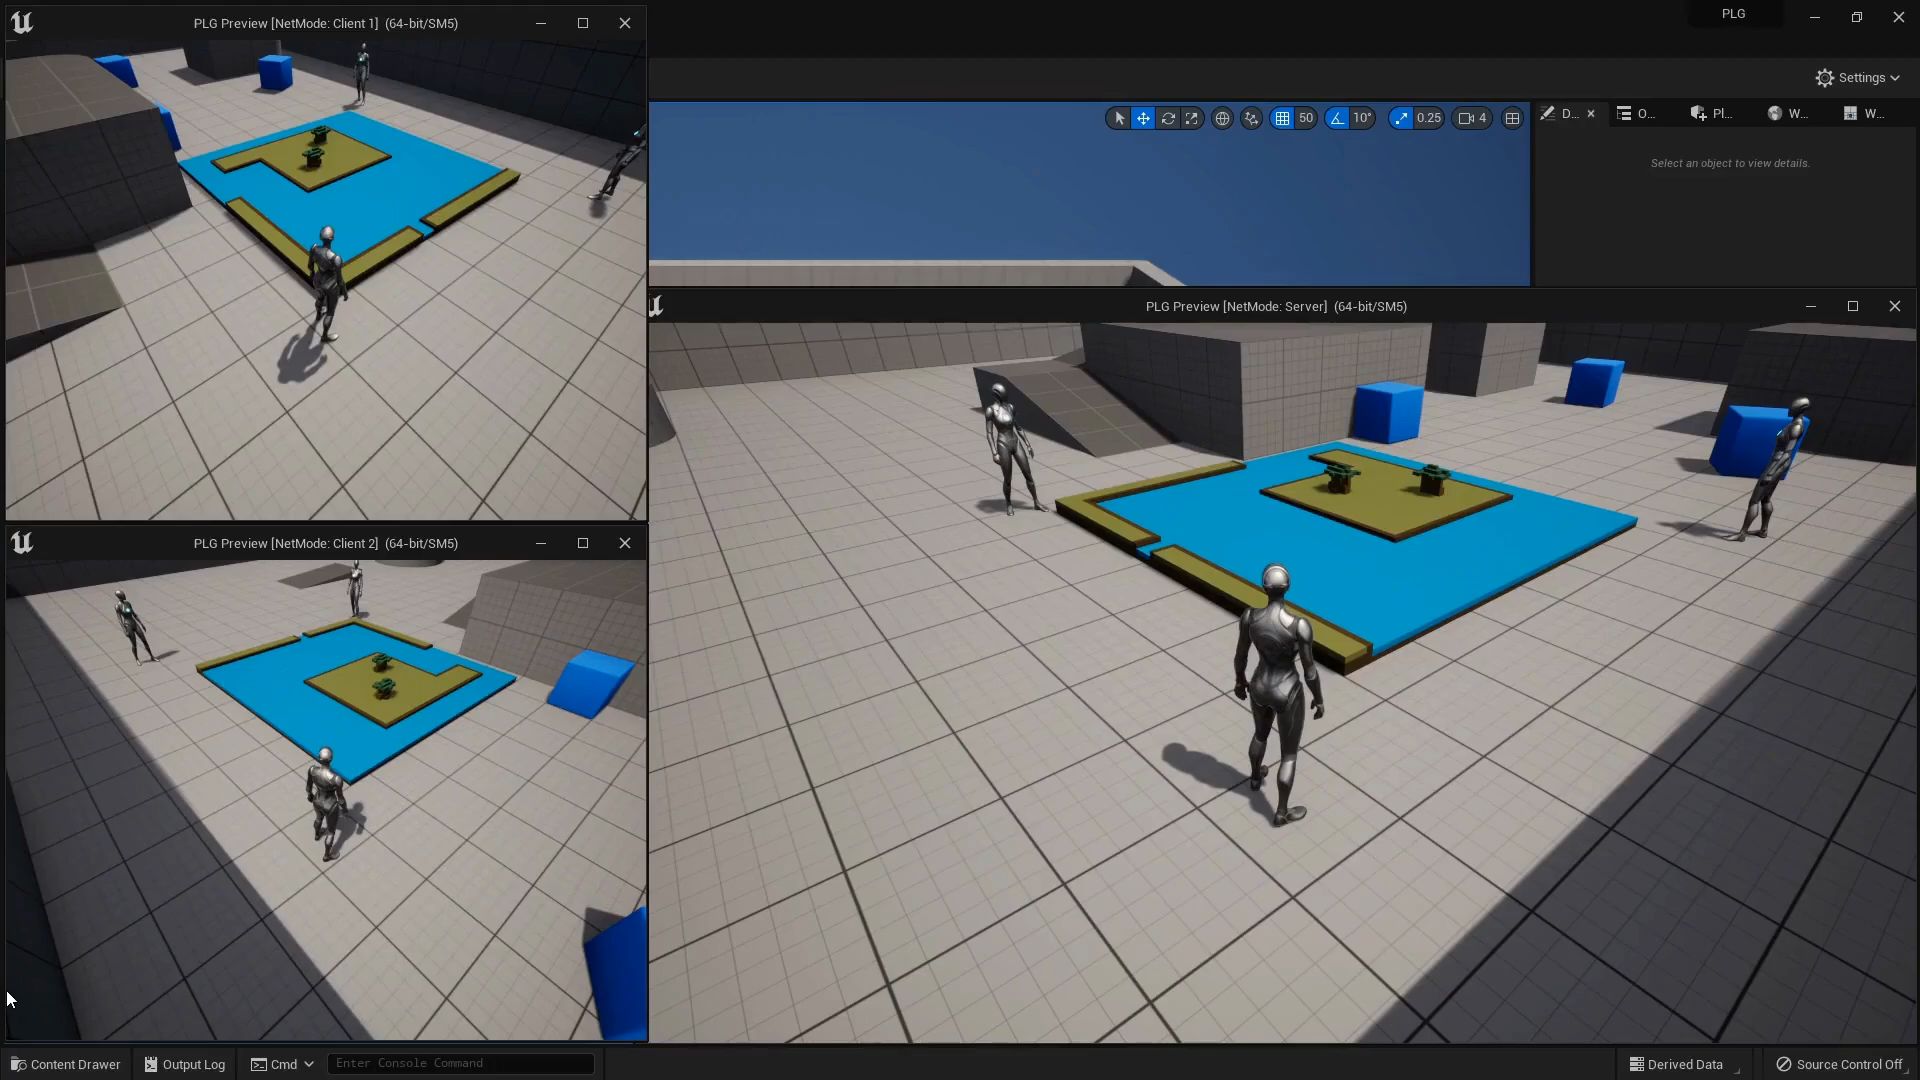 PLG Preview [NetMode: Client 1] (64-bit/SM5)
PLG
Settings
50
10°
0.25
4
D...
O...
Pl...
W...
W...
Select an object to view details.
PLG Preview [NetMode: Server] (64-bit/SM5)
PLG Preview [NetMode: Client 2] (64-bit/SM5)
Content Drawer
Output Log
Cmd
Enter Console Command
Derived Data
Source Control Off